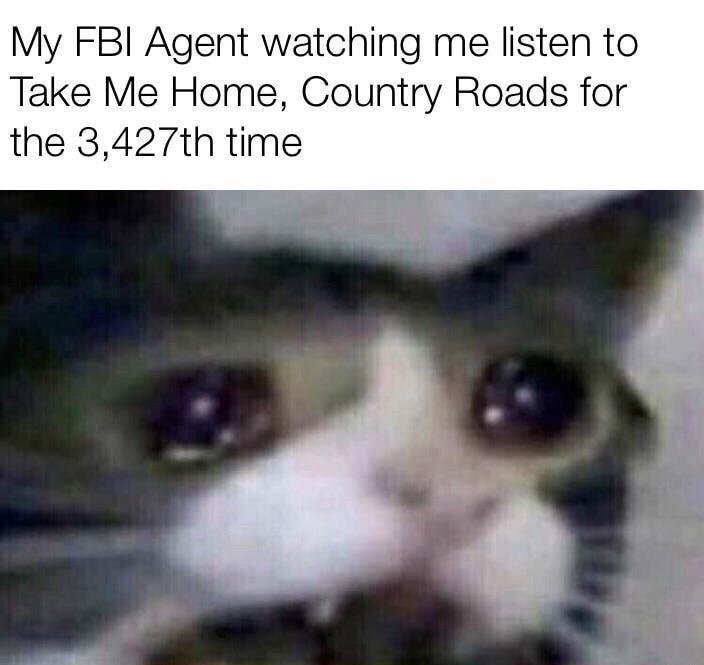 My FBI Agent watching me listen to
Take Me Home, Country Roads for
the 3,427th time